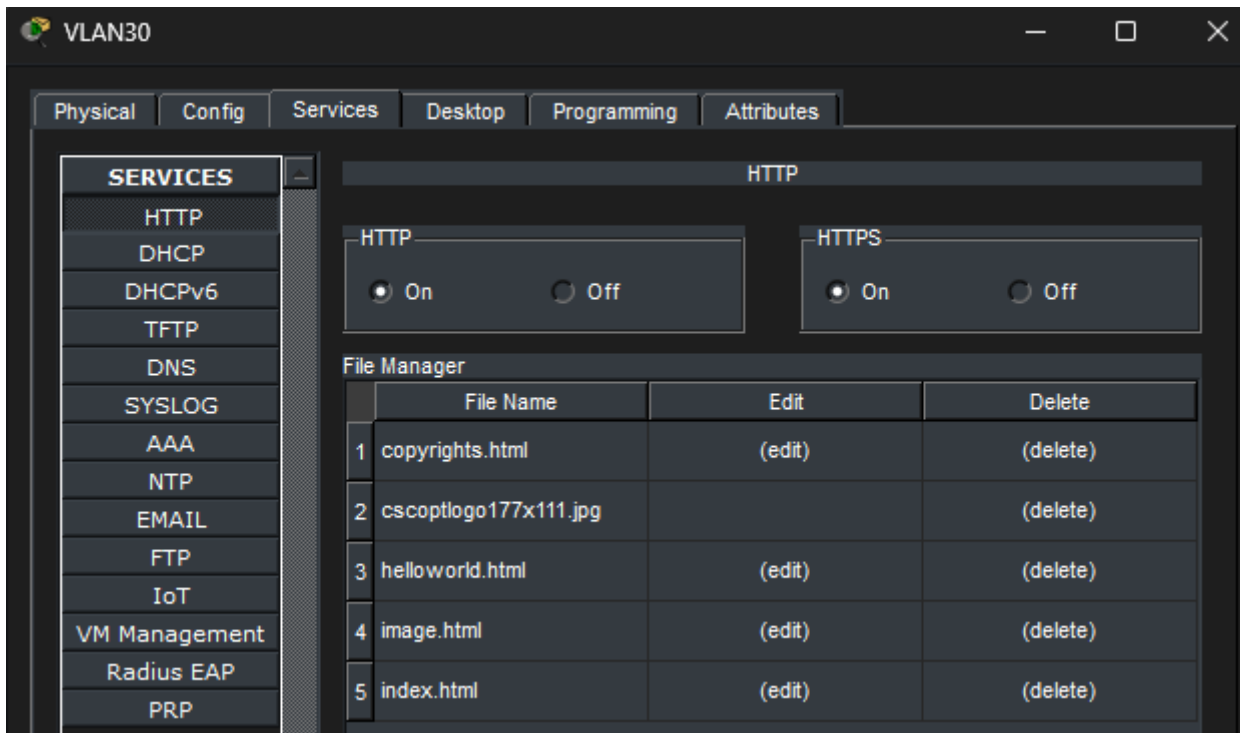 VLAN30
Physical Config Services Desktop Programming Attributes
SERVICES
HTTP
DHCP
DHCPv6
TFTP
DNS
SYSLOG
AAA
NTP
EMAIL
FTP
IoT
VM Management
Radius EAP
PRP
HTTP
HTTP
On Off
HTTPS
On Off
File Manager
File Name Edit Delete
1 copyrights.html (edit) (delete)
2 cscoptlogo177x111.jpg (delete)
3 helloworld.html (edit) (delete)
4 image.html (edit) (delete)
5 index.html (edit) (delete)